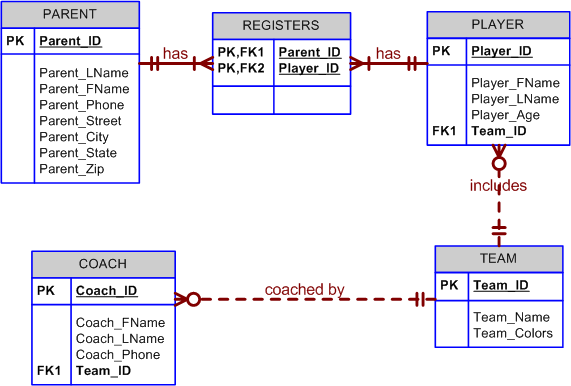 PARENT
PK Parent_ID
Parent_LName
Parent_FName
Parent_Phone
Parent_Street
Parent_City
Parent_State
Parent_Zip
has
REGISTERS
PK,FK1 Parent_ID
PK,FK2 Player_ID
has
PLAYER
PK Player_ID
Player_FName
Player_LName
Player_Age
FK1 Team_ID
includes
COACH
PK Coach_ID
Coach_FName
Coach_LName
Coach_Phone
FK1 Team_ID
coached by
TEAM
PK Team_ID
Team_Name
Team_Colors